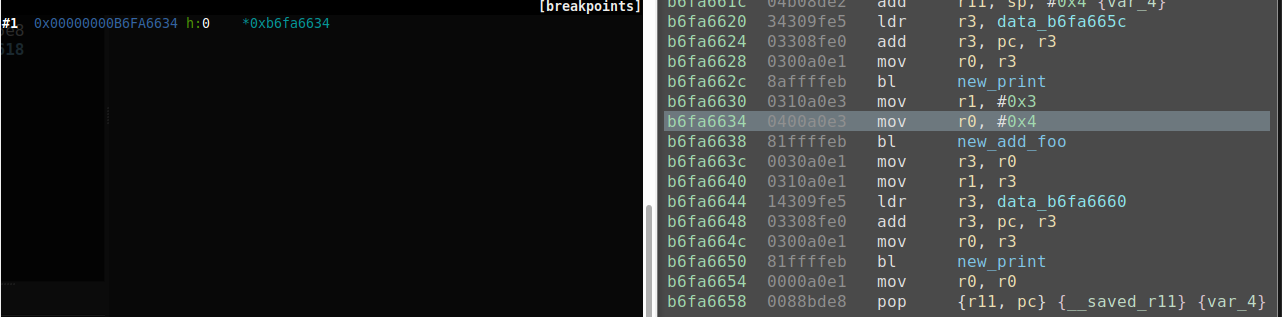 [breakpoints]
#1 0x00000000B6FA6634 h:0 *0xb6fa6634
618
b6fa661c 04b08de2 add r11, sp, #0x4 {var_4}
b6fa6620 34309fe5 ldr r3, data_b6fa665c
b6fa6624 03308fe0 add r3, pc, r3
b6fa6628 0300a0e1 mov r0, r3
b6fa662c 8affffeb bl new_print
b6fa6630 0310a0e3 mov r1, #0x3
b6fa6634 0400a0e3 mov r0, #0x4
b6fa6638 81ffffeb bl new_add_foo
b6fa663c 0030a0e1 mov r3, r0
b6fa6640 0310a0e1 mov r1, r3
b6fa6644 14309fe5 ldr r3, data_b6fa6660
b6fa6648 03308fe0 add r3, pc, r3
b6fa664c 0300a0e1 mov r0, r3
b6fa6650 81ffffeb bl new_print
b6fa6654 0000a0e1 mov r0, r0
b6fa6658 0088bde8 pop {r11, pc} {__saved_r11} {var_4}